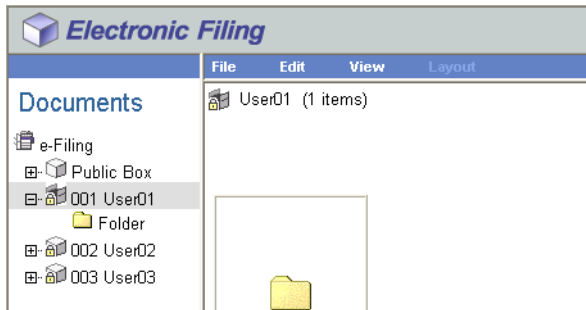 Electronic Filing
File Edit View Layout
Documents
User01 (1 items)
e-Filing
Public Box
001 User01
Folder
002 User02
003 User03